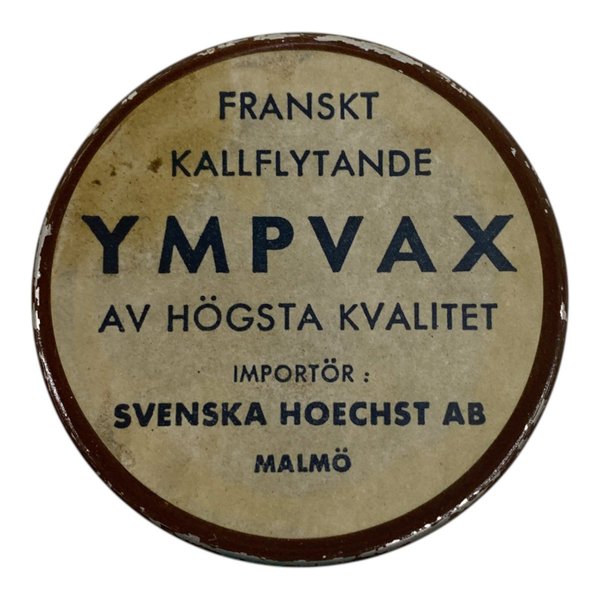 FRANSKT
KALLFLYTANDE
YMPVAX
AV HÖGSTA KVALITET
IMPORTÖR :
SVENSKA HOECHST AB
MALMÖ